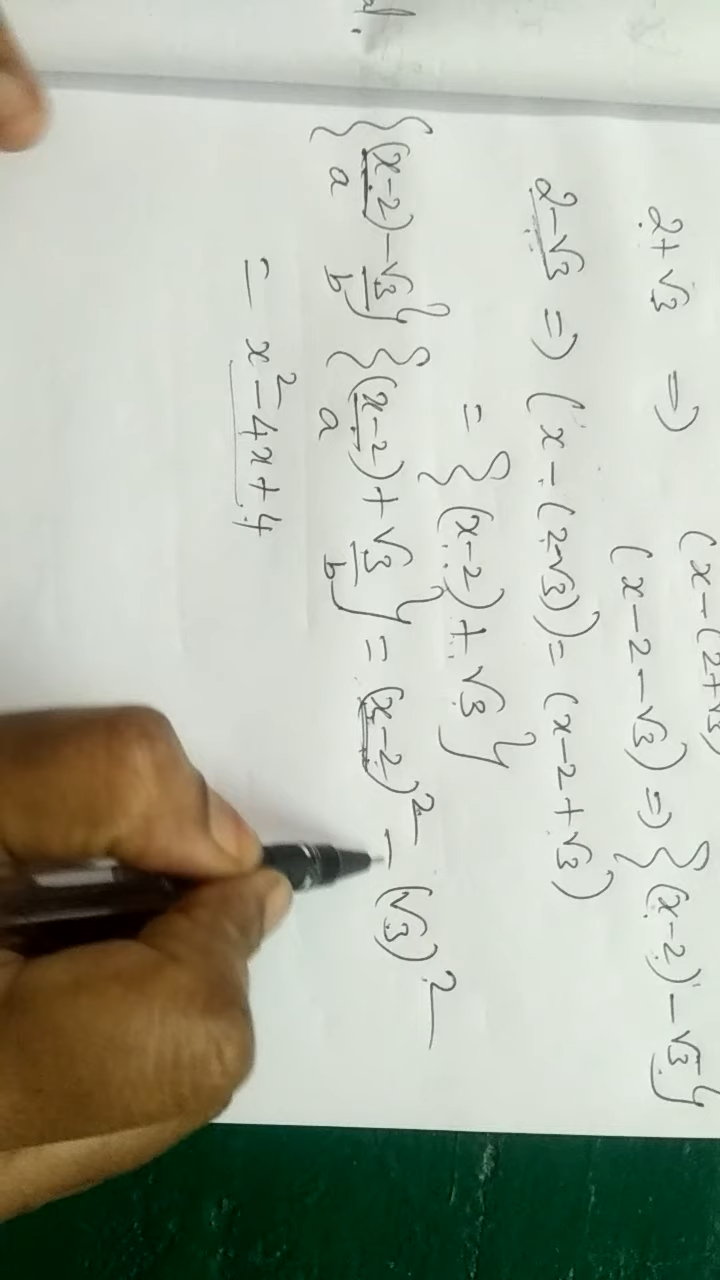 (x-(2+√3)
2+√3 ⇒ (x-2-√3) ⇒ {(x-2)-√3}
2-√3 ⇒ (x-(2-√3)) = (x-2+√3)
= {(x-2)+√3}
{(x-2)-√3} {(x-2)+√3} = (x-2)² - (√3)²
a b a b
= x²-4x+4